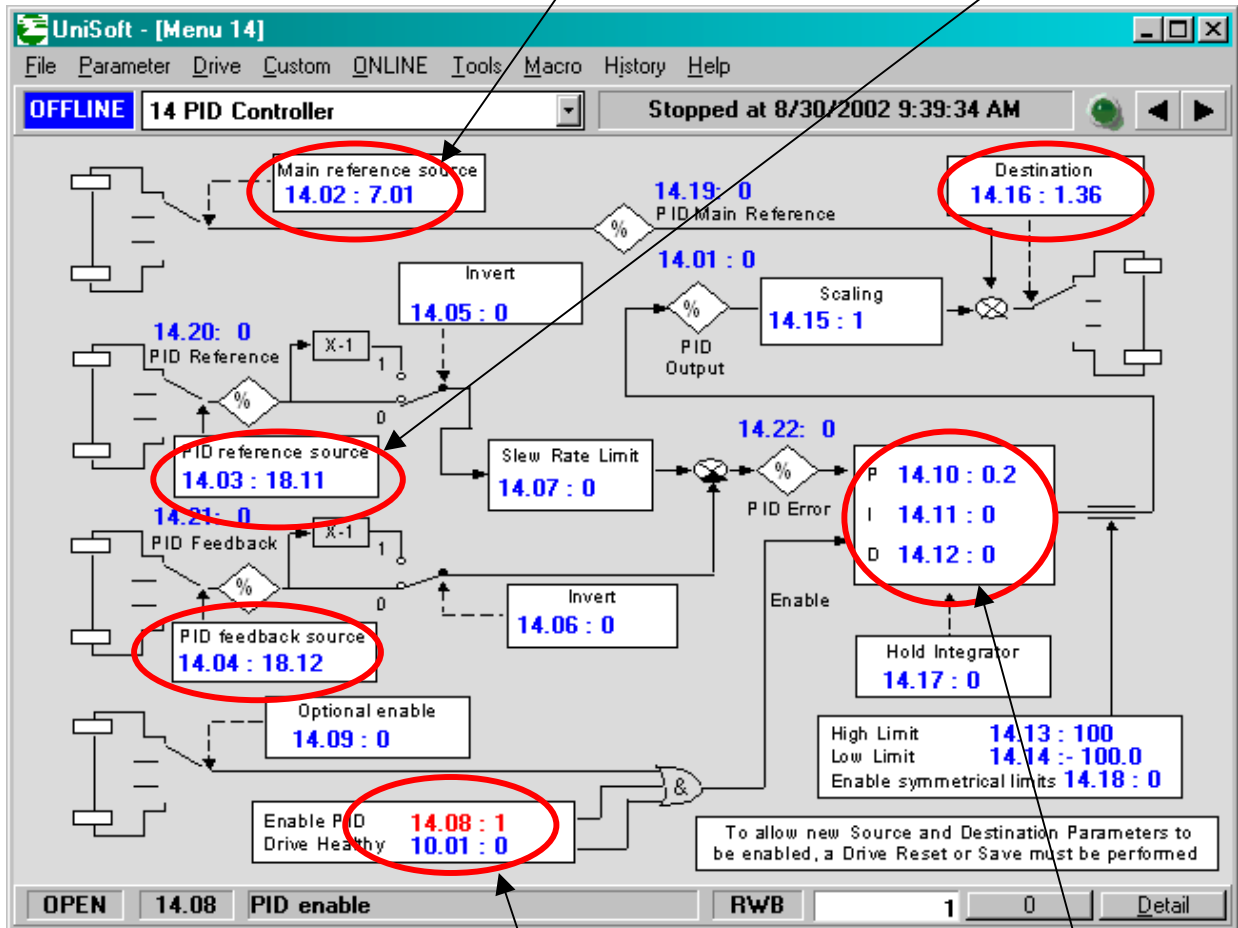 UniSoft - [Menu 14]
File Parameter Drive Custom ONLINE Tools Macro History Help
OFFLINE 14 PID Controller Stopped at 8/30/2002 9:39:34 AM
Main reference source
14.02 : 7.01
14.19: 0
PID Main Reference
%
Destination
14.16 : 1.36
14.01 : 0
%
PID
Output
Scaling
14.15 : 1
Invert
14.05 : 0
14.20: 0
PID Reference
X-1
1
%
0
PID reference source
14.03 : 18.11
Slew Rate Limit
14.07 : 0
14.22: 0
%
PID Error
P 14.10 : 0.2
I 14.11 : 0
D 14.12 : 0
14.21: 0
PID Feedback
X-1
1
%
0
PID feedback source
14.04 : 18.12
Invert
14.06 : 0
Enable
Hold Integrator
14.17 : 0
Optional enable
14.09 : 0
High Limit 14.13 : 100
Low Limit 14.14 :- 100.0
Enable symmetrical limits 14.18 : 0
&
Enable PID 14.08 : 1
Drive Healthy 10.01 : 0
To allow new Source and Destination Parameters to
be enabled, a Drive Reset or Save must be performed
OPEN 14.08 PID enable RWB 1 0 Detail